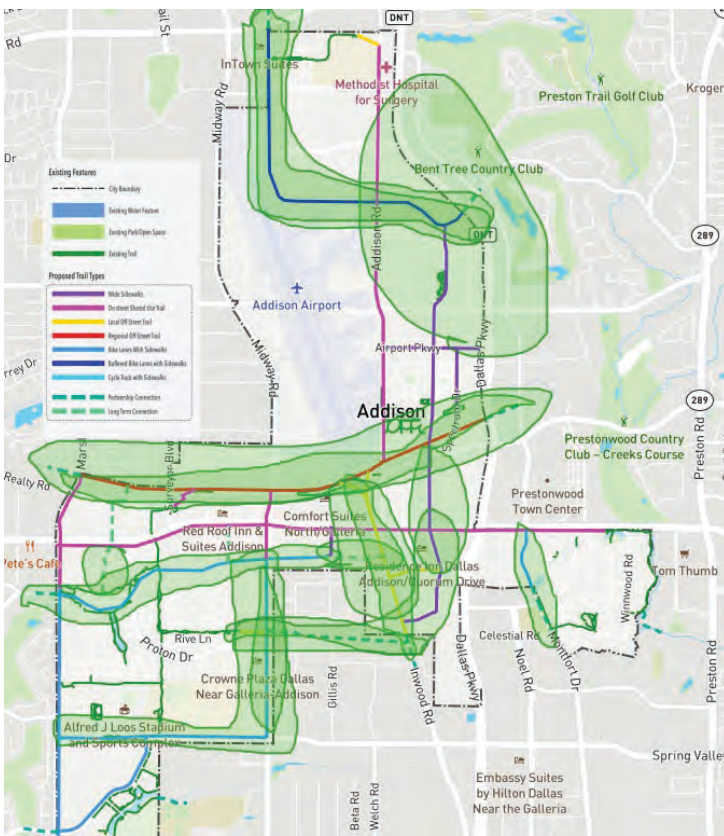 DNT
289
Rd
ail St
InTown Suites
Methodist Hospital
for Surgery
Preston Trail Golf Club
Kroger
Midway Rd
Dr
Bent Tree Country Club
Existing Features
City Boundary
Existing Water Feature
Existing Park/Open Space
Existing Trail
Addison Rd
DNT
289
Proposed Trail Types
Wide Sidewalks
On-street Shared Use Trail
Local Off Street Trail
Regional Off Street Trail
Bike Lanes With Sidewalks
Buffered Bike Lanes with Sidewalks
Cycle Track with Sidewalks
Partnership Connection
Long Term Connection
Addison Airport
Midway Rd
Airport Pkwy
Dallas Pkwy
rrey Dr
Addison
Spectrum Dr
289
Preston Rd
Prestonwood Country
Club – Creeks Course
Marsh
Surveyor Blvd
Realty Rd
Prestonwood
Town Center
Red Roof Inn &
Suites Addison
Comfort Suites
North/Galleria
Pete's Cafe
Residence Inn Dallas
Addison/Quorum Drive
Tom Thumb
Winnwood Rd
Proton Dr
Rive Ln
Celestial Rd
Montfort Dr
Noel Rd
Dallas Pkwy
Inwood Rd
Gillis Rd
Preston Rd
Crowne Plaza Dallas
Near Galleria-Addison
Alfred J Loos Stadium
and Sports Complex
Spring Valley
Embassy Suites
by Hilton Dallas
Near the Galleria
Beta Rd
Welch Rd